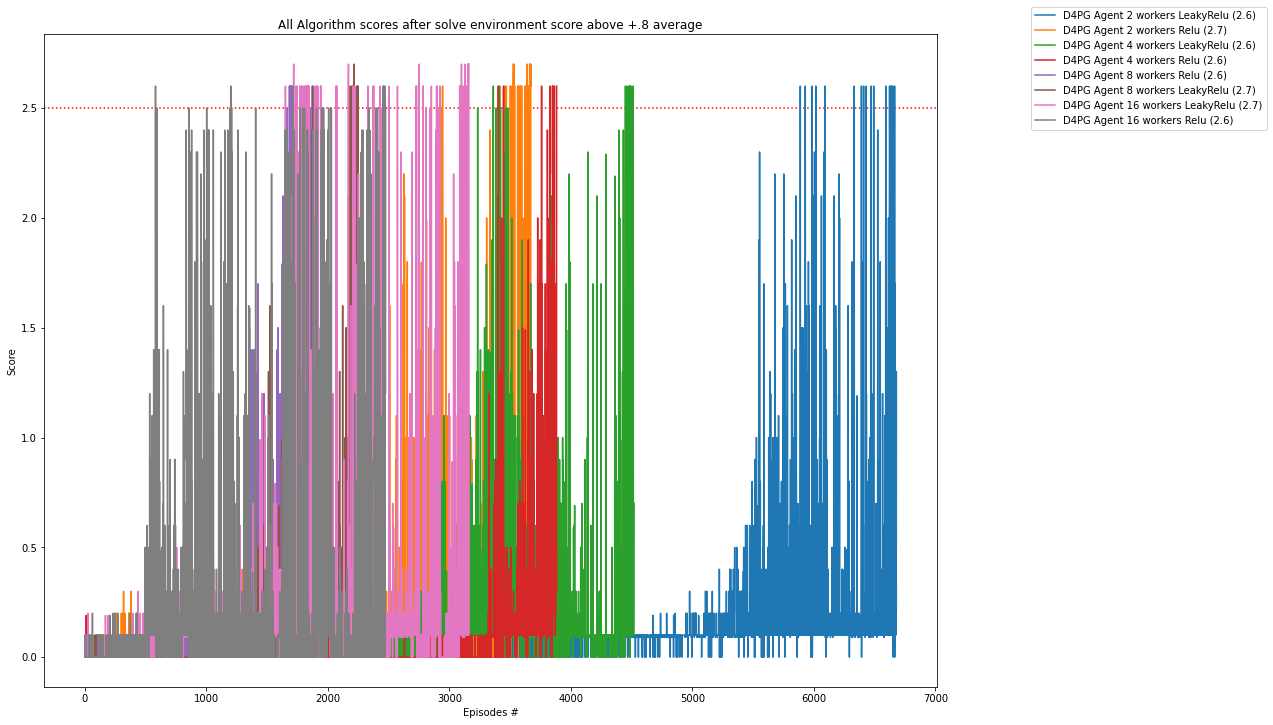 All Algorithm scores after solve environment score above +.8 average
D4PG Agent 2 workers LeakyRelu (2.6)
D4PG Agent 2 workers Relu (2.7)
D4PG Agent 4 workers LeakyRelu (2.6)
D4PG Agent 4 workers Relu (2.6)
D4PG Agent 8 workers Relu (2.6)
D4PG Agent 8 workers LeakyRelu (2.7)
D4PG Agent 16 workers LeakyRelu (2.7)
D4PG Agent 16 workers Relu (2.6)
Score
2.5
2.0
1.5
1.0
0.5
0.0
0 1000 2000 3000 4000 5000 6000 7000
Episodes #